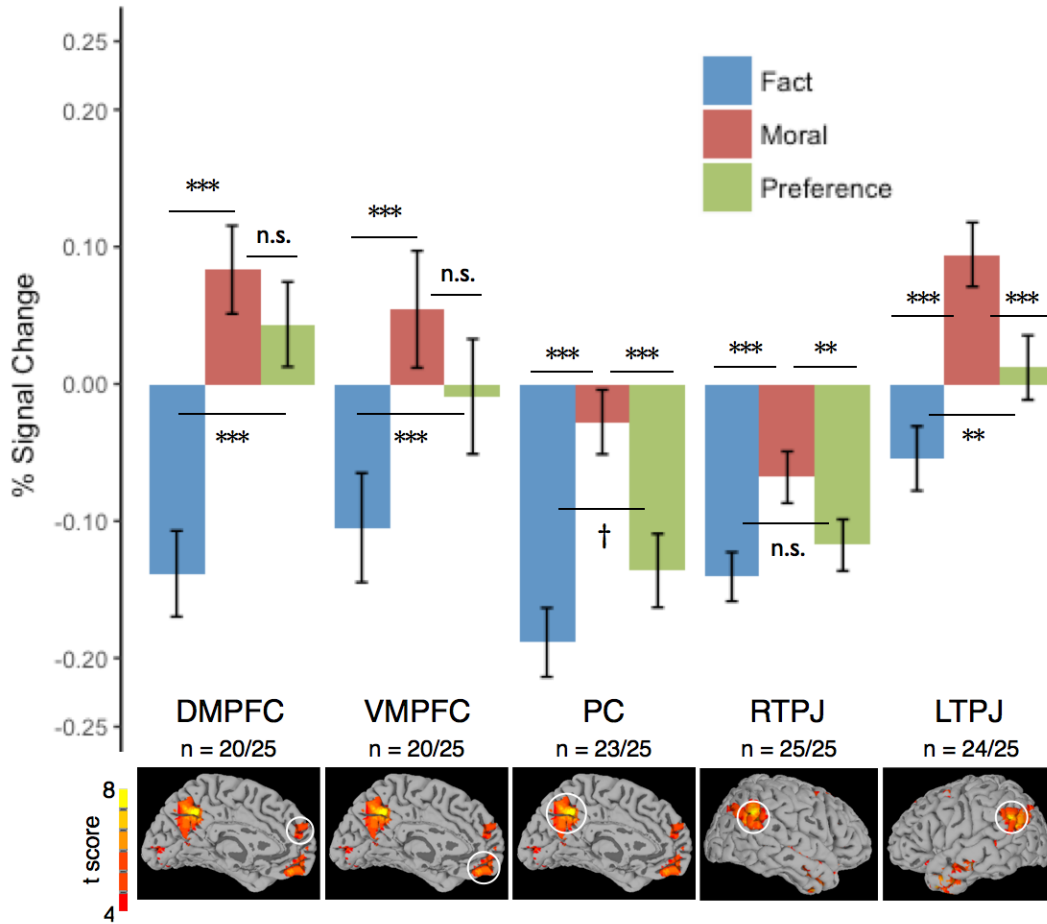 0.25
0.20
0.10
0.00
-0.10
-0.20
-0.25
% Signal Change
Fact
Moral
Preference
***
n.s.
***
***
n.s.
***
***
***
†
***
**
n.s.
***
***
**
DMPFC
VMPFC
PC
RTPJ
LTPJ
n = 20/25
n = 20/25
n = 23/25
n = 25/25
n = 24/25
8
t score
4